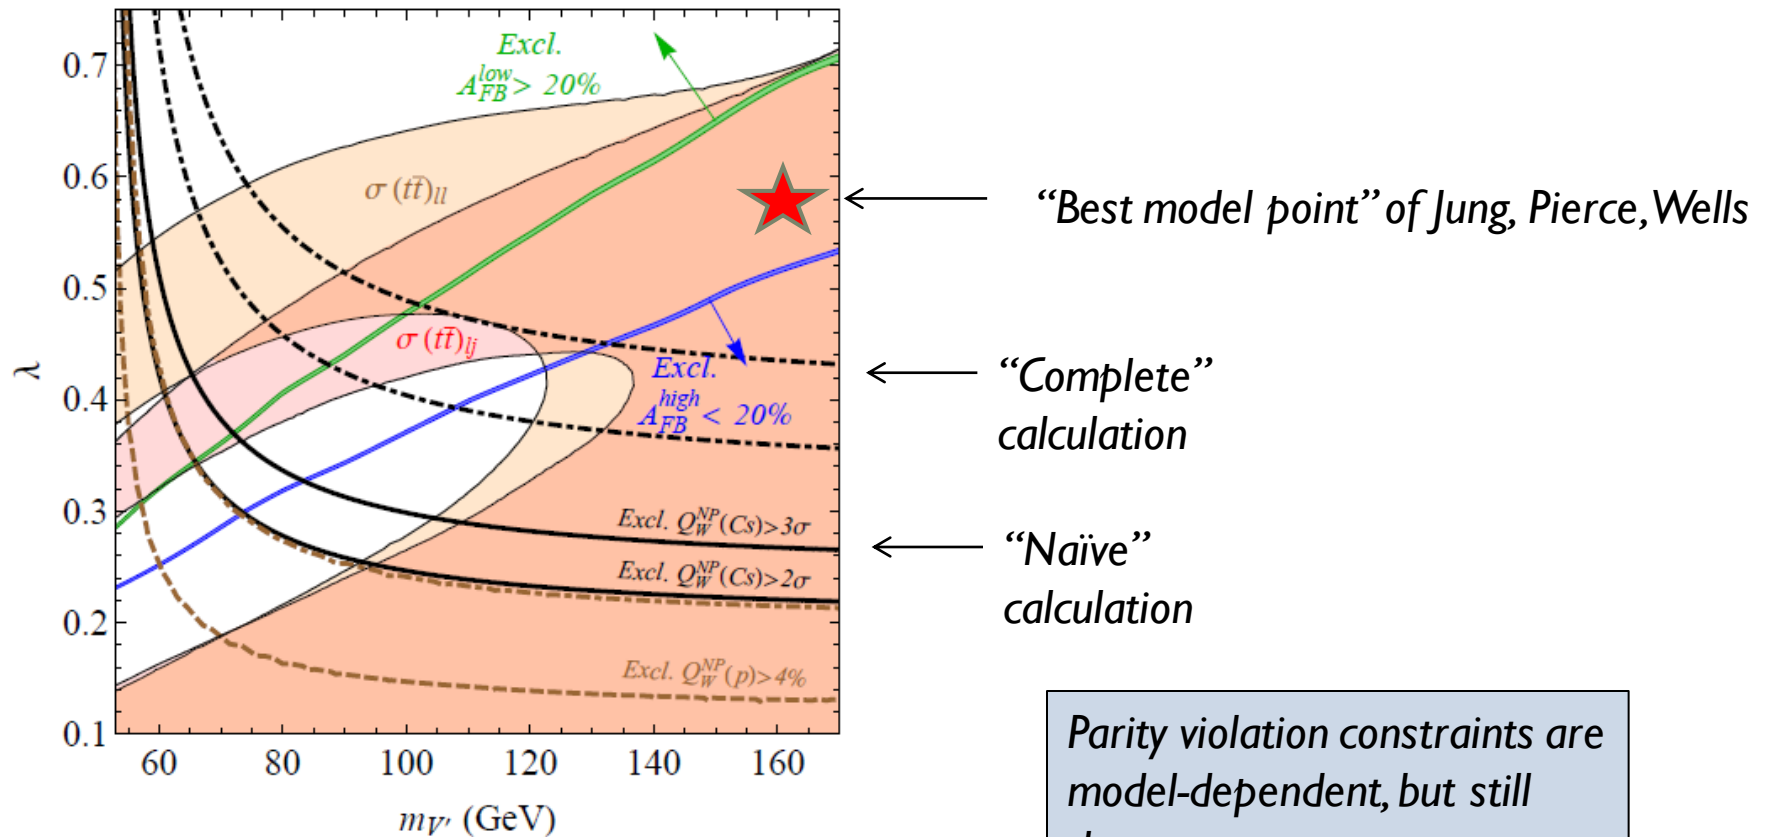 0.7
0.6
0.5
0.4
0.3
0.2
0.1
λ
60 80 100 120 140 160
m_V' (GeV)
Excl.
A_FB^low > 20%
σ(tt̄)_ll
σ(tt̄)_lj
Excl.
A_FB^high < 20%
Excl. Q_W^NP(Cs)>3σ
Excl. Q_W^NP(Cs)>2σ
Excl. Q_W^NP(p)>4%
“Best model point” of Jung, Pierce, Wells
“Complete”
calculation
“Naïve”
calculation
Parity violation constraints are
model-dependent, but still